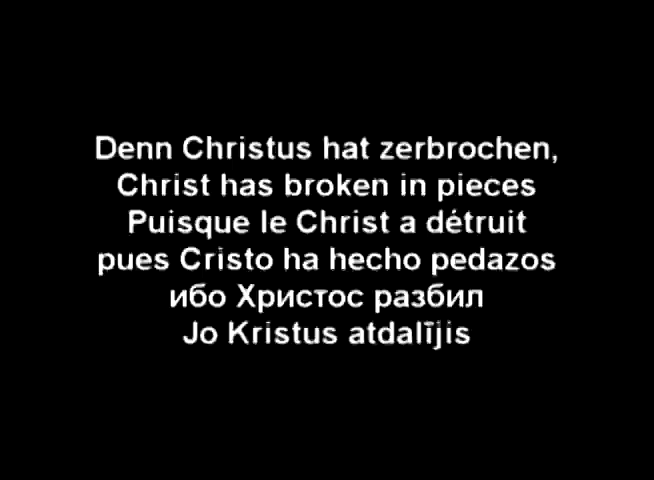 Denn Christus hat zerbrochen,
Christ has broken in pieces
Puisque le Christ a détruit
pues Cristo ha hecho pedazos
ибо Христос разбил
Jo Kristus atdalījis